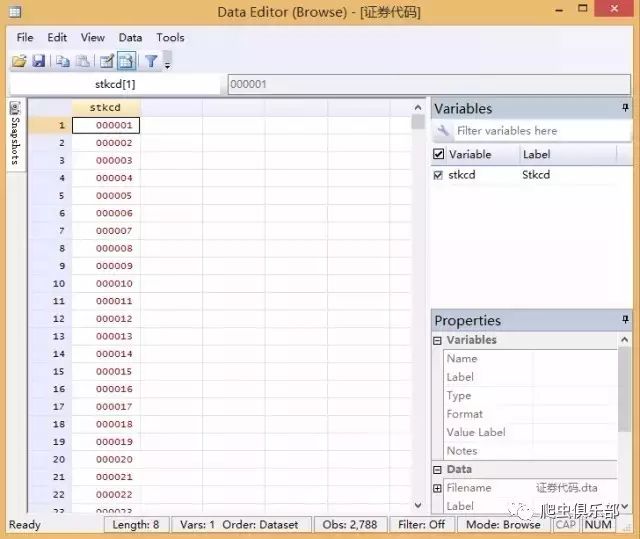 Data Editor (Browse) - [证券代码]
File Edit View Data Tools
stkcd[1] 000001
Snapshots
stkcd
1 000001
2 000002
3 000003
4 000004
5 000005
6 000006
7 000007
8 000008
9 000009
10 000010
11 000011
12 000012
13 000013
14 000014
15 000015
16 000016
17 000017
18 000018
19 000019
20 000020
21 000021
22 000022
Variables
Filter variables here
Variable Label
stkcd Stkcd
Properties
Variables
Name
Label
Type
Format
Value Label
Notes
Data
Filename 证券代码.dta
Label
爬虫俱乐部
Ready Length: 8 Vars: 1 Order: Dataset Obs: 2,788 Filter: Off Mode: Browse CAP NUM